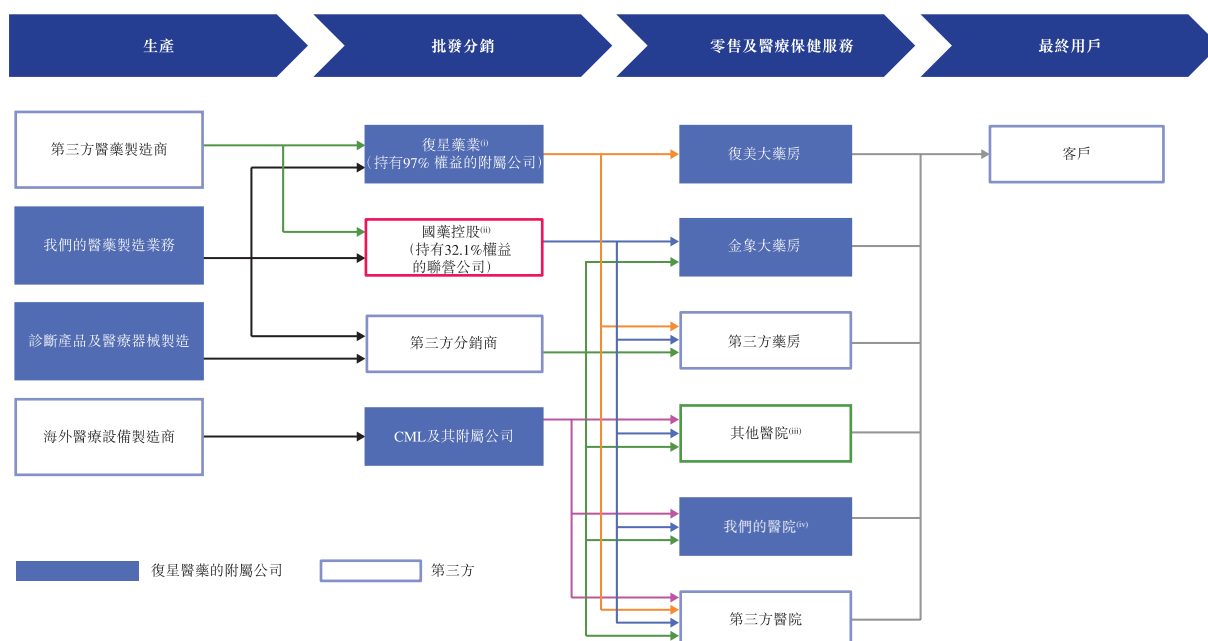 生產
批發分銷
零售及醫療保健服務
最終用戶
第三方醫藥製造商
我們的醫藥製造業務
診斷產品及醫療器械製造
海外醫療設備製造商
復星藥業(i)
(持有97% 權益的附屬公司)
國藥控股(ii)
(持有32.1%權益
的聯營公司)
第三方分銷商
CML及其附屬公司
復美大藥房
金象大藥房
第三方藥房
其他醫院(iii)
我們的醫院(iv)
第三方醫院
客戶
復星醫藥的附屬公司
第三方